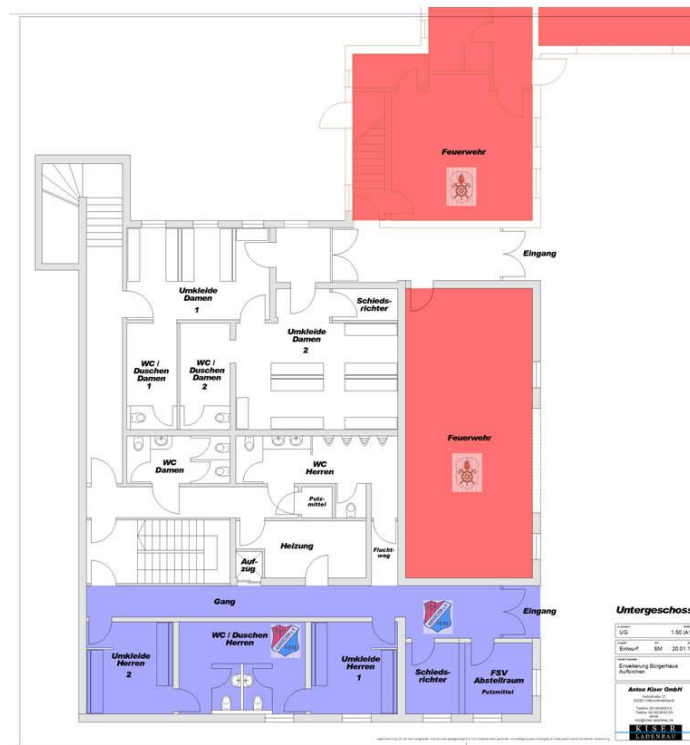 Feuerwehr
Eingang
Umkleide
Damen
1
Schieds-
richter
Umkleide
Damen
2
WC /
Duschen
Damen
1
WC /
Duschen
Damen
2
Feuerwehr
WC
Damen
WC
Herren
Putz-
mittel
Heizung
Flucht-
weg
Auf-
zug
Gang
Eingang
WC / Duschen
Herren
Umkleide
Herren
2
Umkleide
Herren
1
Schieds-
richter
FSV
Abstellraum
Putzmittel
Untergeschoss
UG
Entwurf SM
Erweiterung Bürgerhaus
Aufkirchen
Anton Kiser GmbH
KISER
LADENBAU